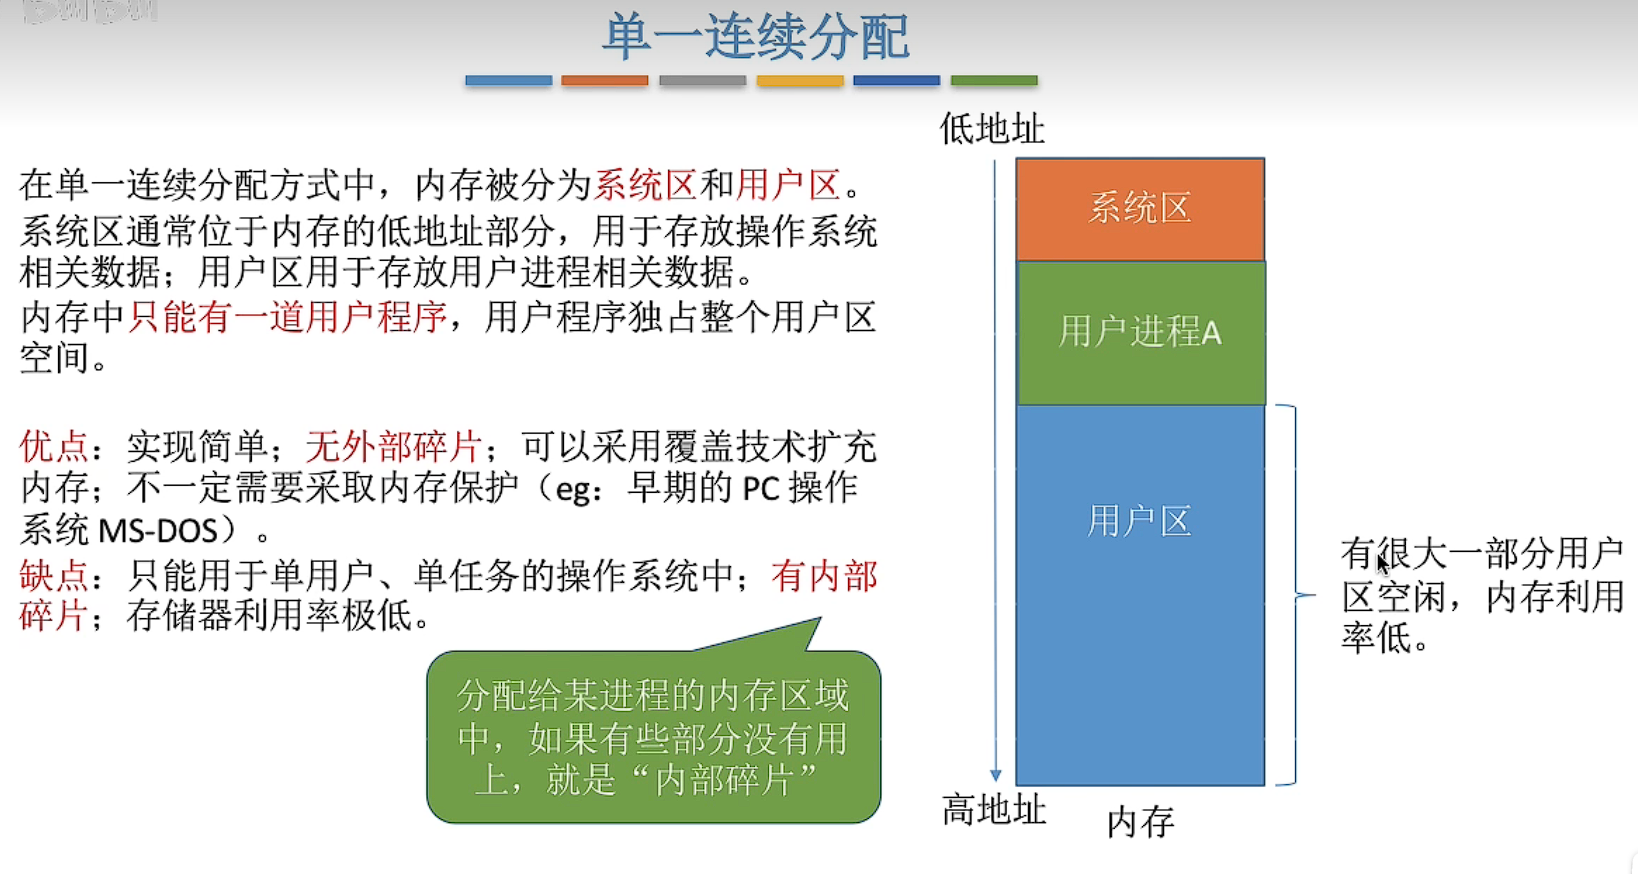 单一连续分配
在单一连续分配方式中，内存被分为系统区和用户区。
系统区通常位于内存的低地址部分，用于存放操作系统
相关数据；用户区用于存放用户进程相关数据。
内存中只能有一道用户程序，用户程序独占整个用户区
空间。
优点：实现简单；无外部碎片；可以采用覆盖技术扩充
内存；不一定需要采取内存保护（eg：早期的 PC 操作
系统 MS-DOS）。
缺点：只能用于单用户、单任务的操作系统中；有内部
碎片；存储器利用率极低。
分配给某进程的内存区域
中，如果有些部分没有用
上，就是“内部碎片”
低地址
系统区
用户进程A
用户区
高地址
内存
有很大一部分用户
区空闲，内存利用
率低。